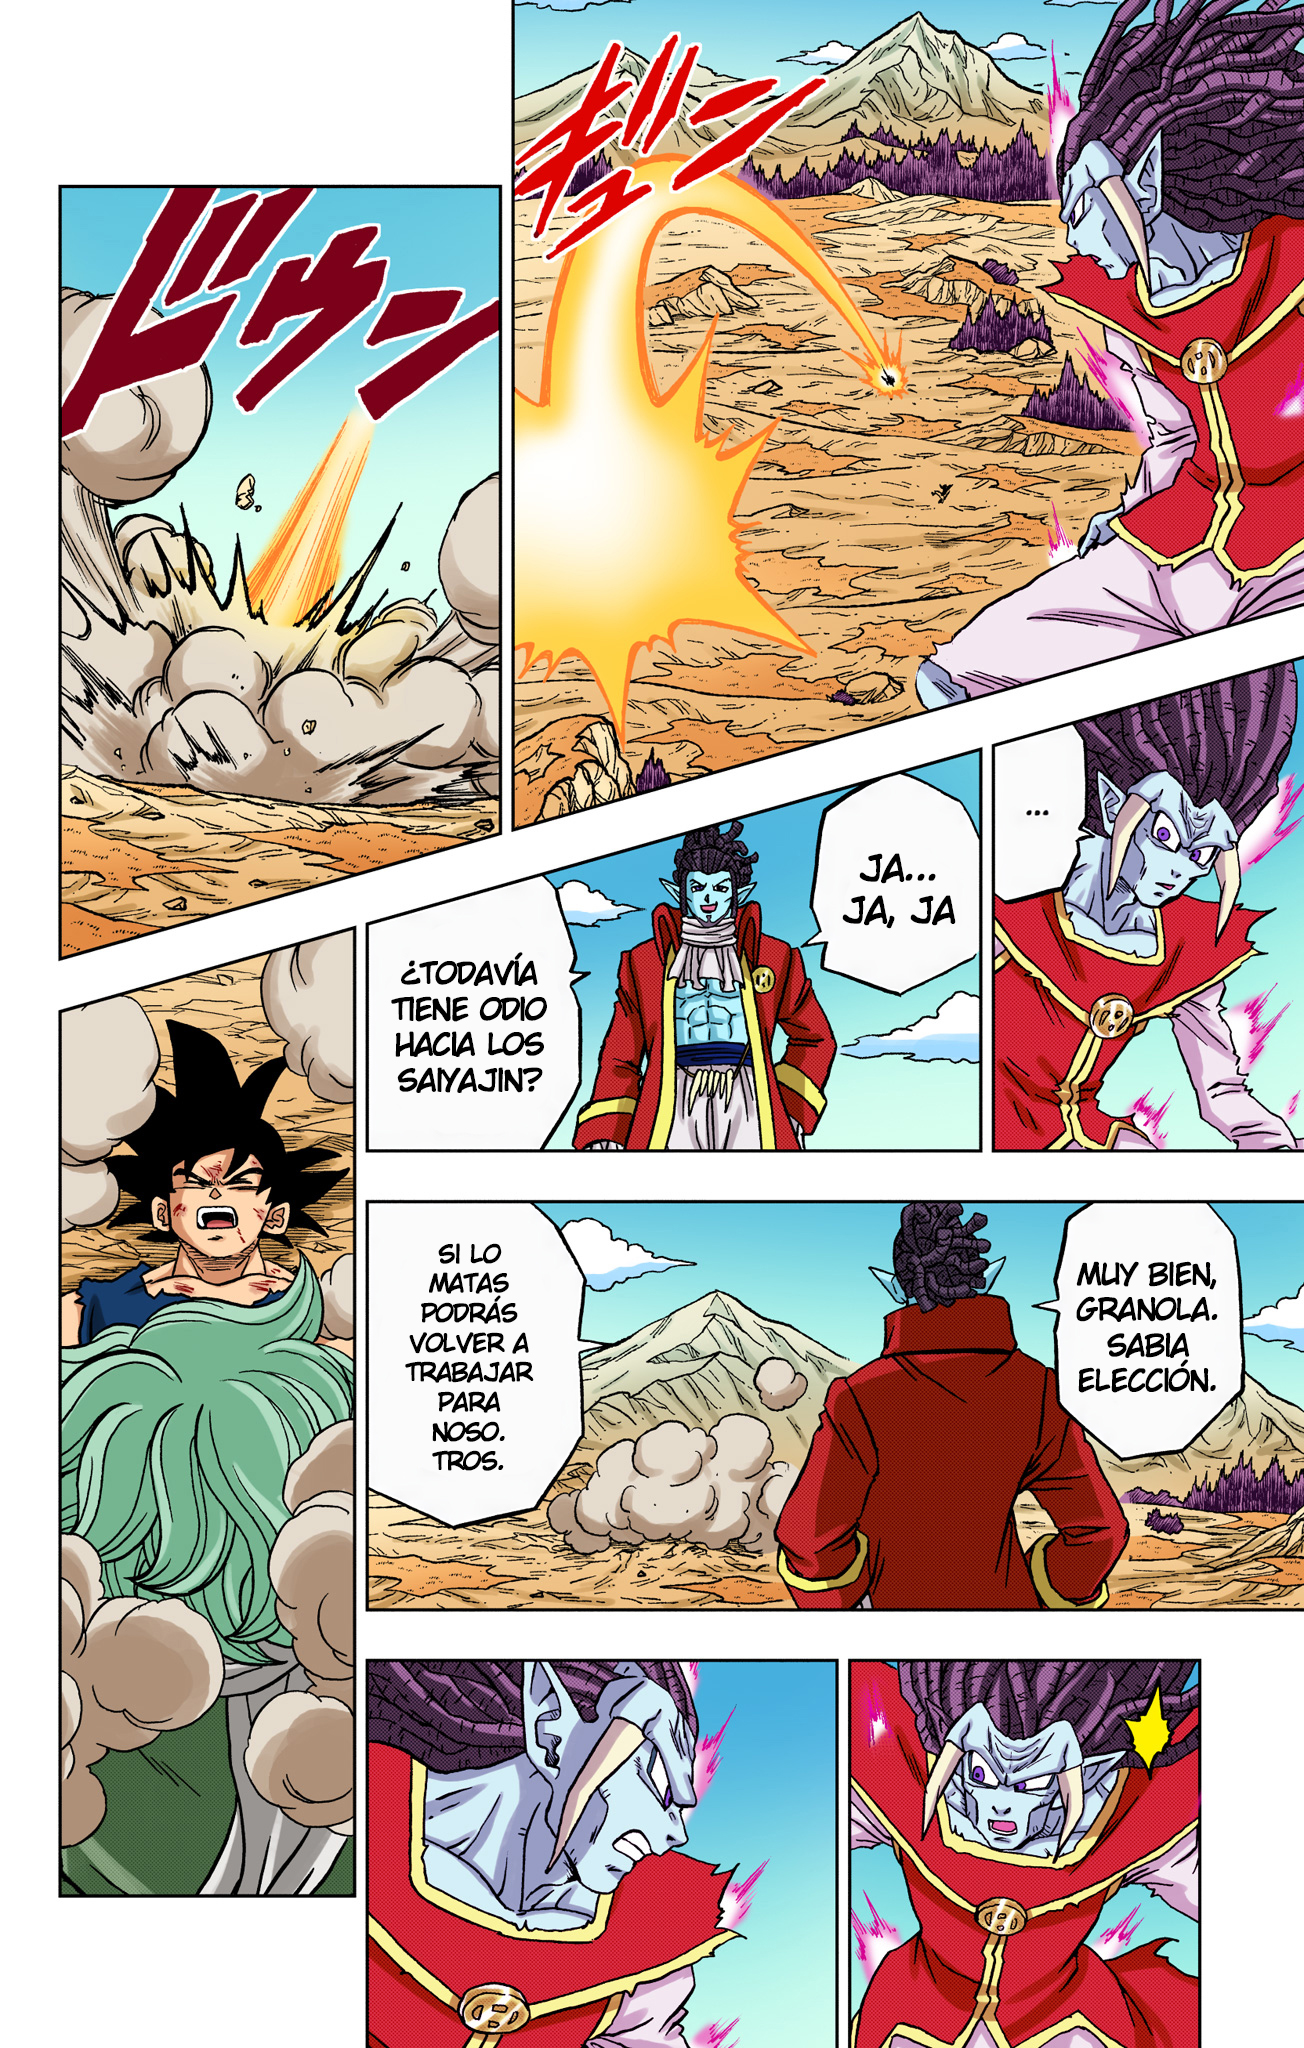 ギュン
ドウン
...
JA...
JA, JA
¿TODAVÍA
TIENE ODIO
HACIA LOS
SAIYAJIN?
MUY BIEN,
GRANOLA.
SABIA
ELECCIÓN.
SI LO
MATAS
PODRÁS
VOLVER A
TRABAJAR
PARA
NOSO.
TROS.